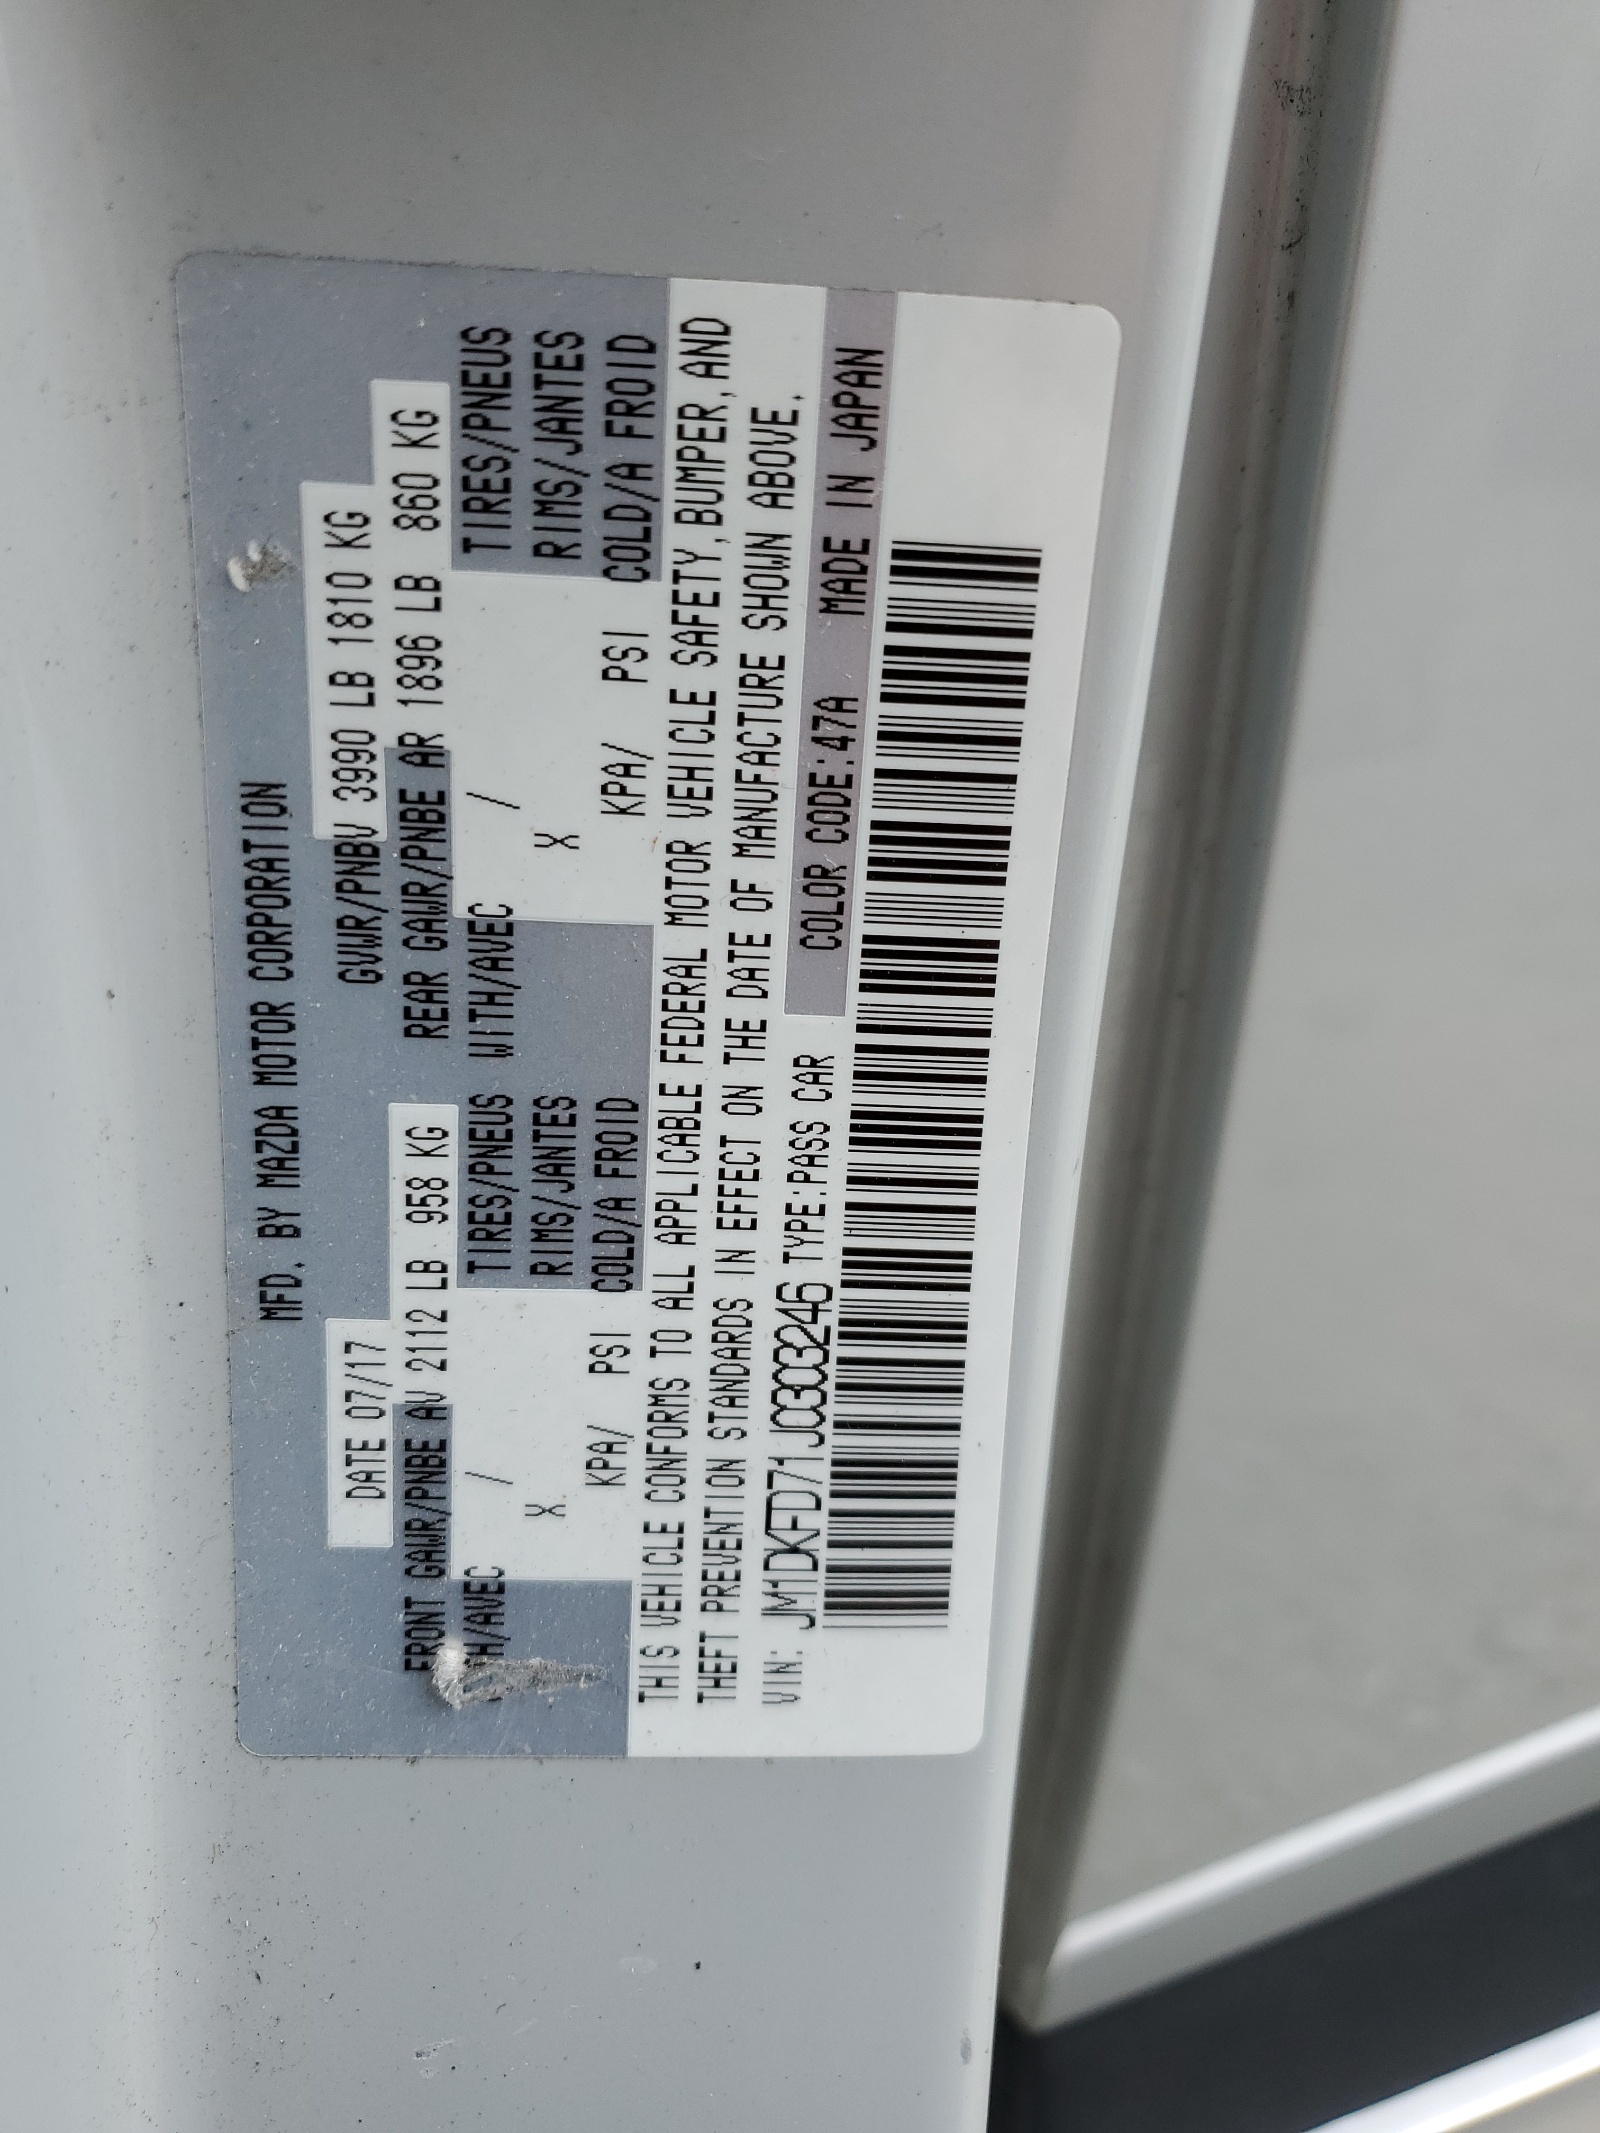 MFD. BY MAZDA MOTOR CORPORATION
DATE 07/17 GVWR/PNBV 3990 LB 1810 KG
FRONT GAWR/PNBE AV 2112 LB 958 KG REAR GAWR/PNBE AR 1896 LB 860 KG
TH/AVEC / TIRES/PNEUS WITH/AVEC / TIRES/PNEUS
X RIMS/JANTES X RIMS/JANTES
KPA/ PSI COLD/A FROID KPA/ PSI COLD/A FROID
THIS VEHICLE CONFORMS TO ALL APPLICABLE FEDERAL MOTOR VEHICLE SAFETY, BUMPER, AND
THEFT PREVENTION STANDARDS IN EFFECT ON THE DATE OF MANUFACTURE SHOWN ABOVE.
VIN: JM1DKFD71J0303246 TYPE:PASS CAR COLOR CODE:47A MADE IN JAPAN